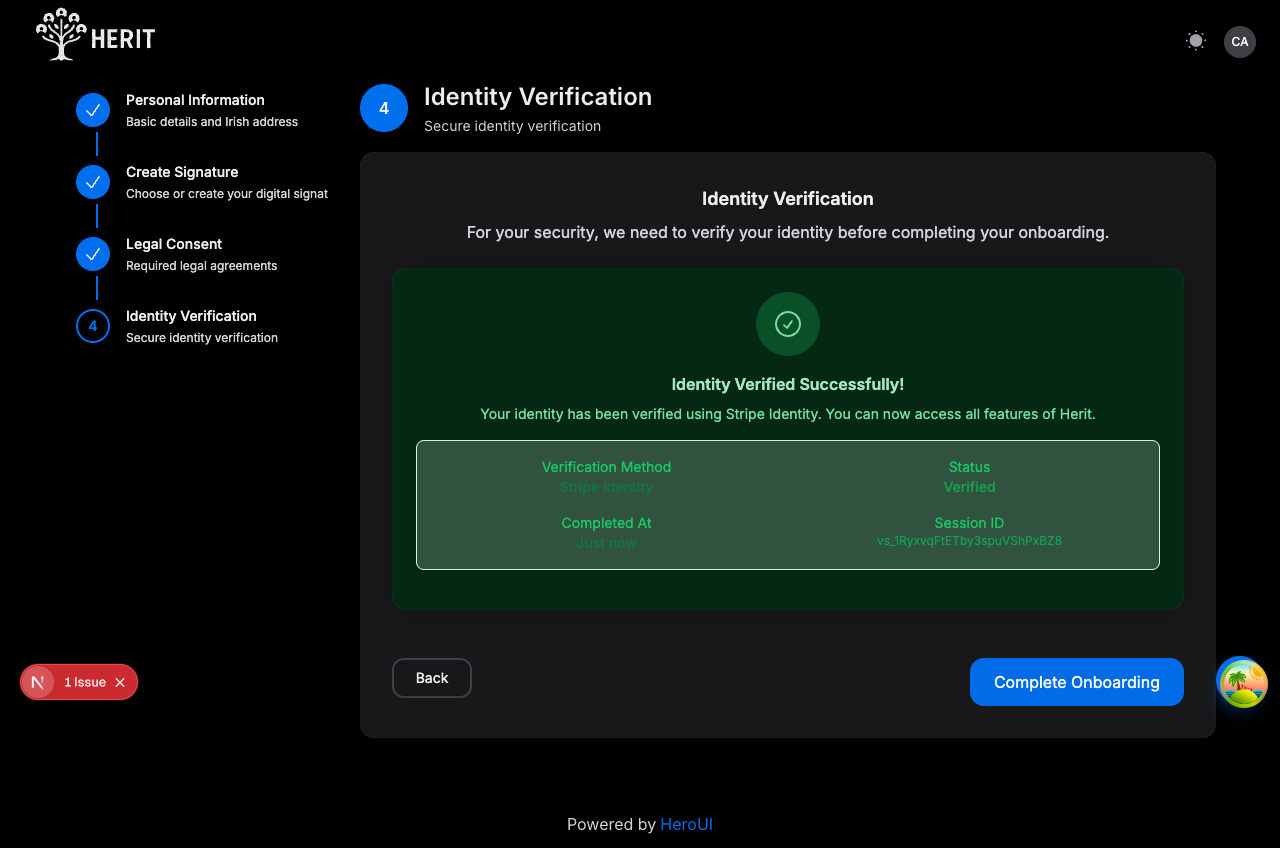 HERIT
CA
Personal Information
Basic details and Irish address
Create Signature
Choose or create your digital signat
Legal Consent
Required legal agreements
4
Identity Verification
Secure identity verification
4
Identity Verification
Secure identity verification
Identity Verification
For your security, we need to verify your identity before completing your onboarding.
Identity Verified Successfully!
Your identity has been verified using Stripe Identity. You can now access all features of Herit.
Verification Method
Stripe Identity
Status
Verified
Completed At
Just now
Session ID
vs_1RyxvqFtETby3spuVShPxBZ8
Back
Complete Onboarding
N 1 Issue
Powered by HeroUI